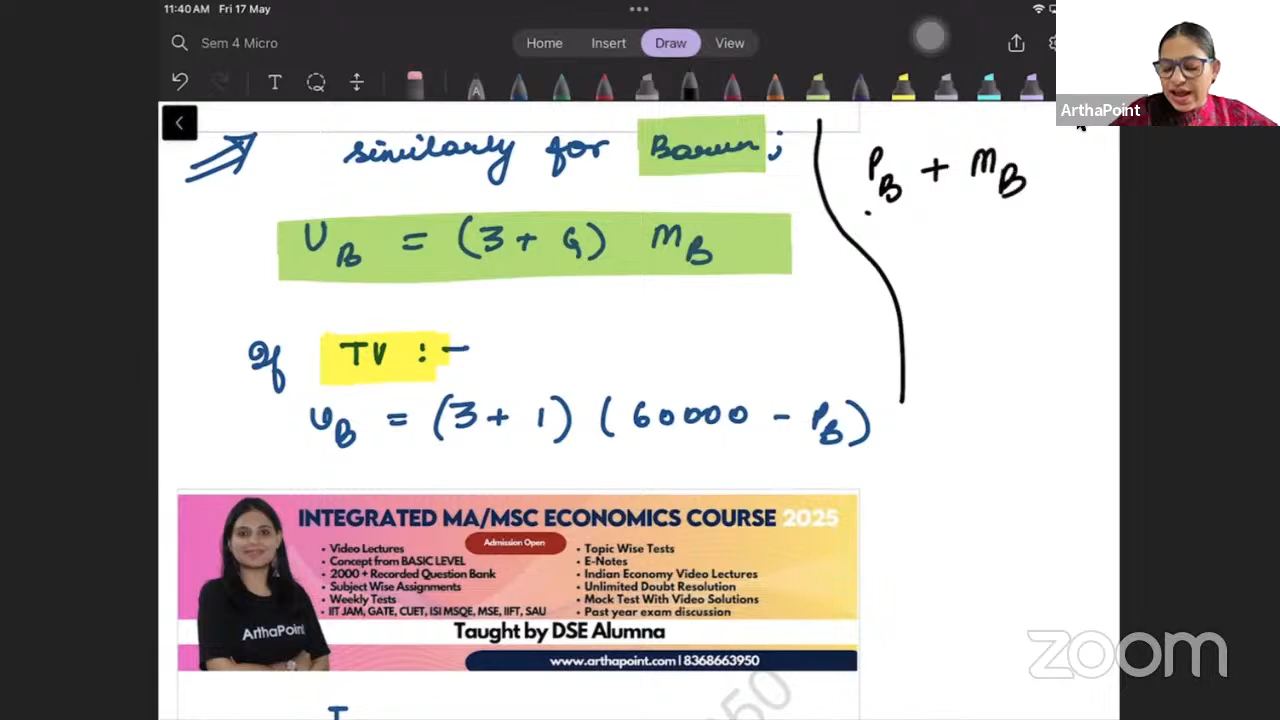 11:40 AM Fri 17 May
Sem 4 Micro
Home Insert Draw View
ArthaPoint
similarly for Barun ;
P_B + M_B
U_B = (3 + G) M_B
If TV : -
U_B = (3 + 1) (60000 - P_B)
INTEGRATED MA/MSC ECONOMICS COURSE 2025
Admission Open
• Video Lectures
• Concept from BASIC LEVEL
• 2000 + Recorded Question Bank
• Subject Wise Assignments
• Weekly Tests
• IIT JAM, GATE, CUET, ISI MSQE, MSE, IIFT, SAU
• Topic Wise Tests
• E-Notes
• Indian Economy Video Lectures
• Unlimited Doubt Resolution
• Mock Test With Video Solutions
• Past year exam discussion
Taught by DSE Alumna
ArthaPoint
www.arthapoint.com | 8368663950
zoom